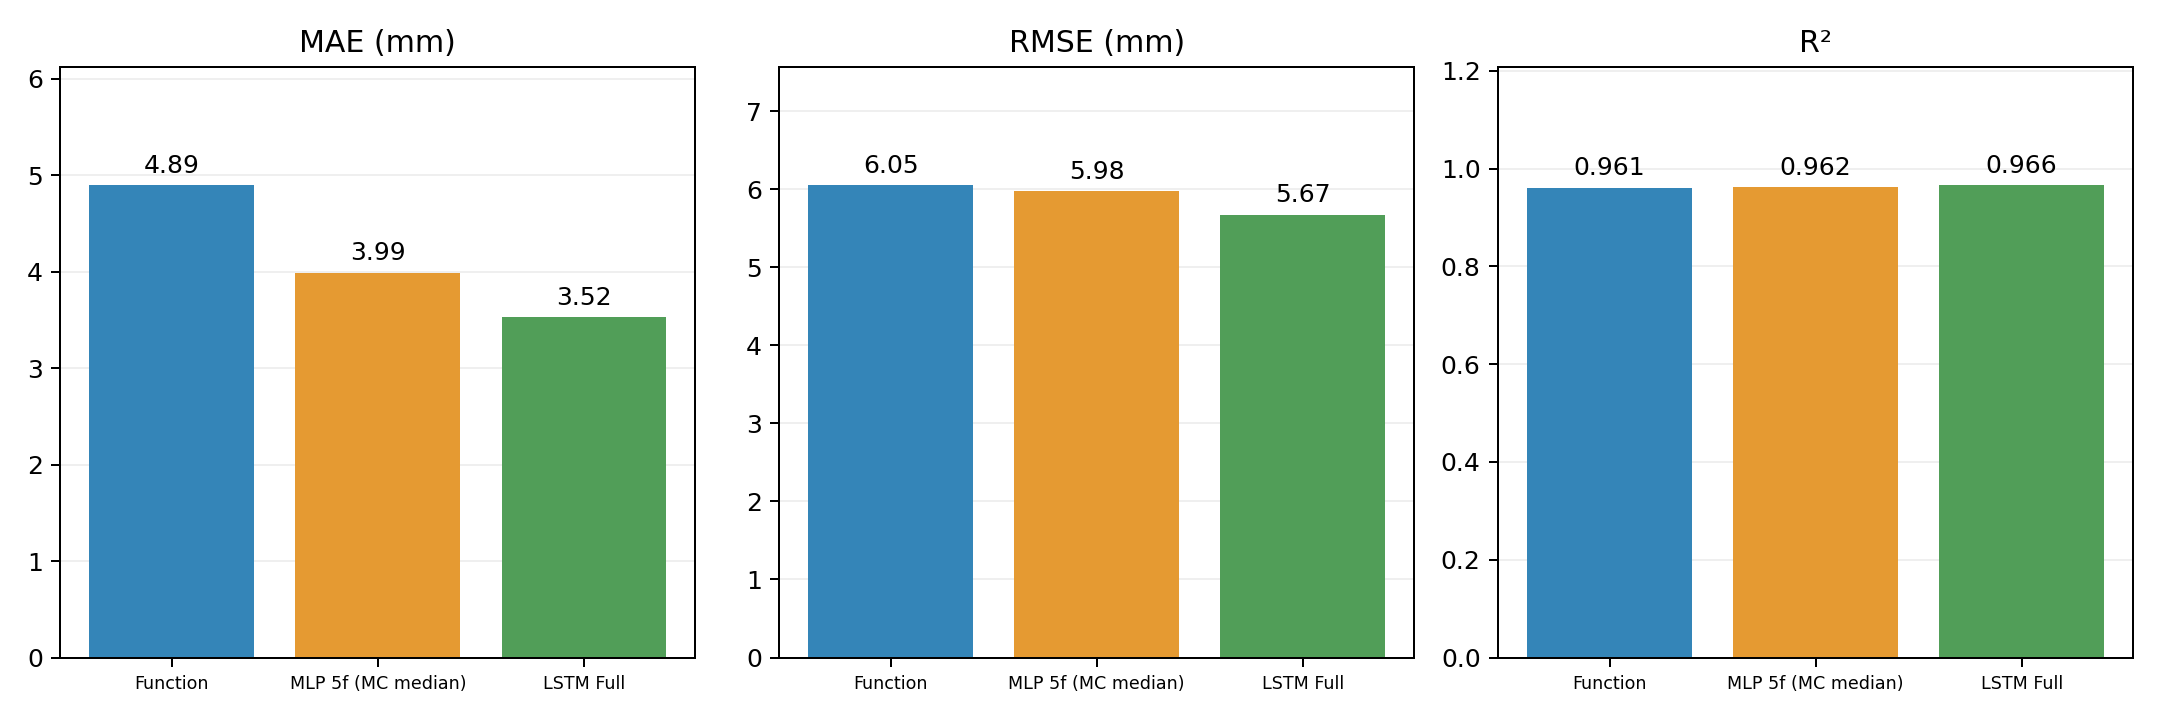 MAE (mm)
6
5
4
3
2
1
0
4.89
3.99
3.52
Function
MLP 5f (MC median)
LSTM Full
RMSE (mm)
7
6
5
4
3
2
1
0
6.05
5.98
5.67
Function
MLP 5f (MC median)
LSTM Full
R²
1.2
1.0
0.8
0.6
0.4
0.2
0.0
0.961
0.962
0.966
Function
MLP 5f (MC median)
LSTM Full